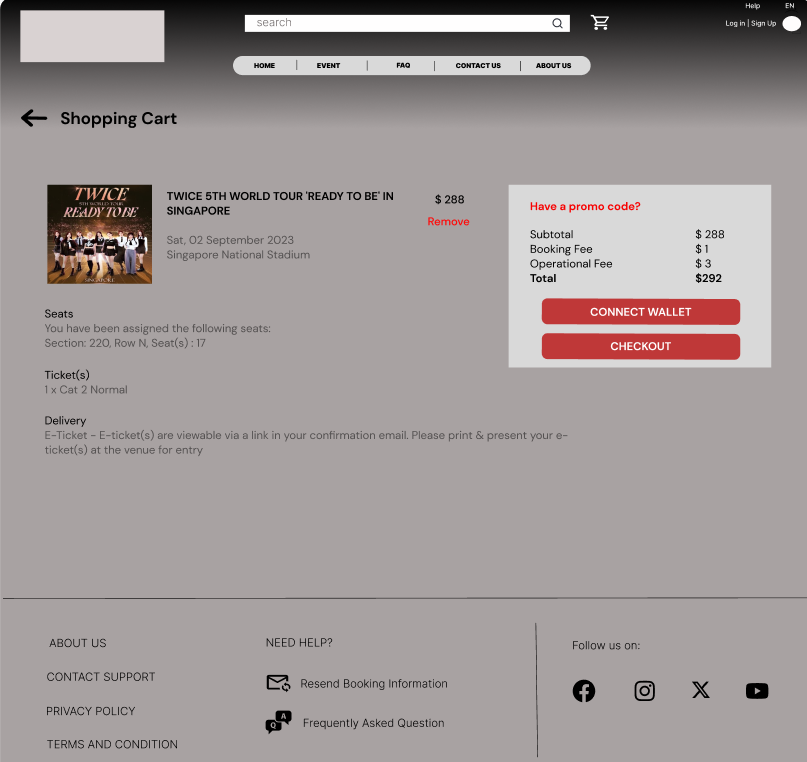 Help EN
search
Log in | Sign Up
HOME | EVENT | FAQ | CONTACT US | ABOUT US
Shopping Cart
TWICE
5TH WORLD TOUR
READY TO BE
SINGAPORE
TWICE 5TH WORLD TOUR 'READY TO BE' IN
SINGAPORE
Sat, 02 September 2023
Singapore National Stadium
$ 288
Remove
Have a promo code?
Subtotal $ 288
Booking Fee $ 1
Operational Fee $ 3
Total $292
CONNECT WALLET
CHECKOUT
Seats
You have been assigned the following seats:
Section: 220, Row N, Seat(s) : 17
Ticket(s)
1 x Cat 2 Normal
Delivery
E-Ticket - E-ticket(s) are viewable via a link in your confirmation email. Please print & present your e-
ticket(s) at the venue for entry
ABOUT US
CONTACT SUPPORT
PRIVACY POLICY
TERMS AND CONDITION
NEED HELP?
Resend Booking Information
Q A
Frequently Asked Question
Follow us on: